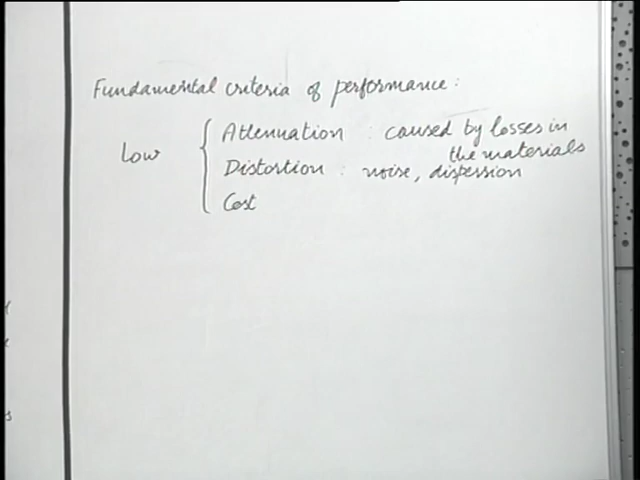 Fundamental criteria of performance :
Low { Attenuation : caused by losses in
the materials
Distortion : noise, dispersion
Cost